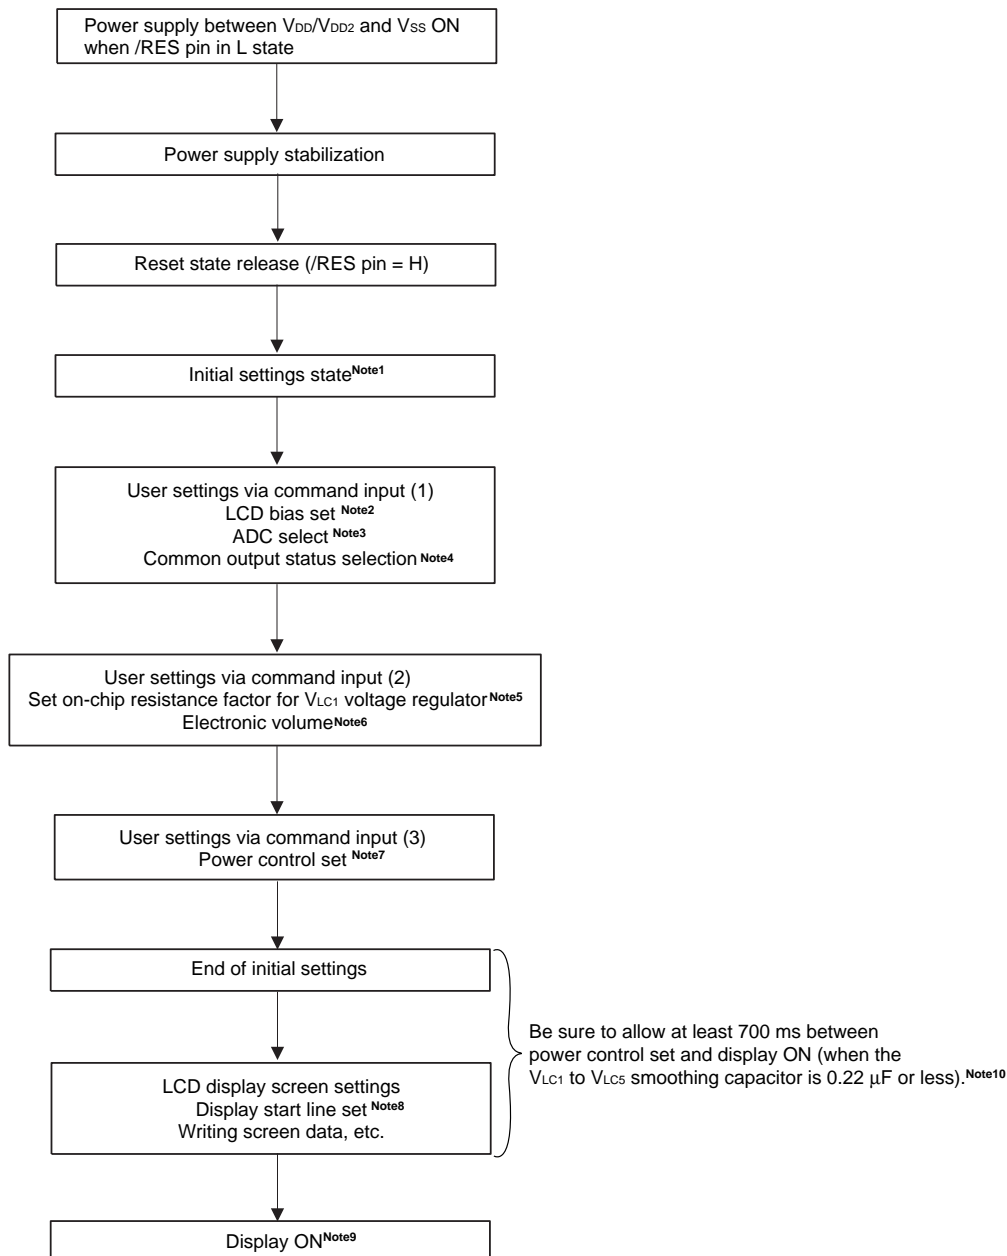 Power supply between VDD/VDD2 and VSS ON
when /RES pin in L state
Power supply stabilization
Reset state release (/RES pin = H)
Initial settings stateNote1
User settings via command input (1)
LCD bias set Note2
ADC select Note3
Common output status selection Note4
User settings via command input (2)
Set on-chip resistance factor for VLC1 voltage regulatorNote5
Electronic volumeNote6
User settings via command input (3)
Power control set Note7
End of initial settings
Be sure to allow at least 700 ms between
power control set and display ON (when the
VLC1 to VLC5 smoothing capacitor is 0.22 μF or less).Note10
LCD display screen settings
Display start line set Note8
Writing screen data, etc.
Display ONNote9